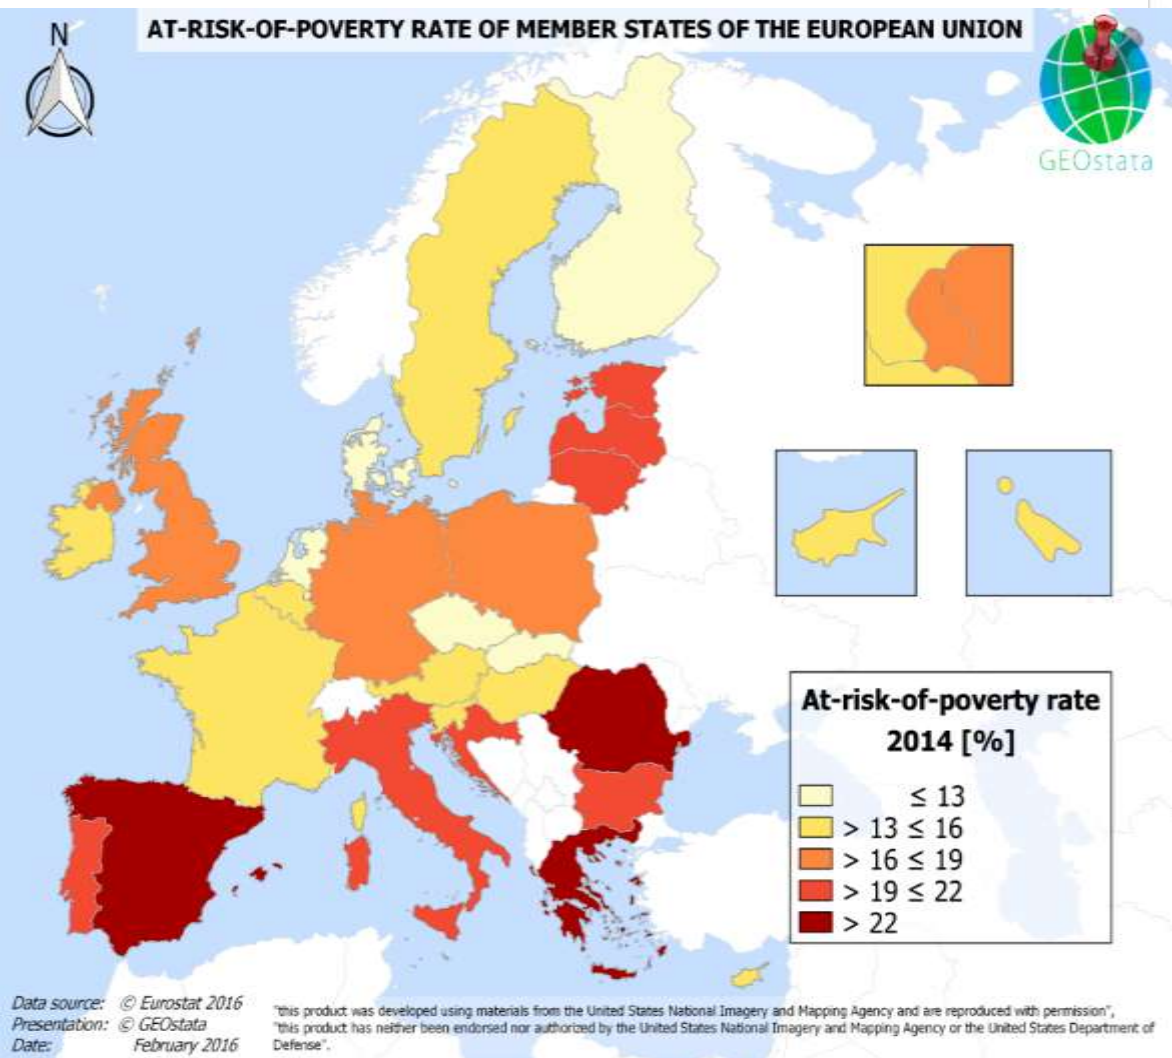 AT-RISK-OF-POVERTY RATE OF MEMBER STATES OF THE EUROPEAN UNION
N
GEOstata
At-risk-of-poverty rate
2014 [%]
≤ 13
> 13 ≤ 16
> 16 ≤ 19
> 19 ≤ 22
> 22
Data source: © Eurostat 2016
Presentation: © GEOstata
Date: February 2016
"this product was developed using materials from the United States National Imagery and Mapping Agency and are reproduced with permission",
"this product has neither been endorsed nor authorized by the United States National Imagery and Mapping Agency or the United States Department of
Defense".